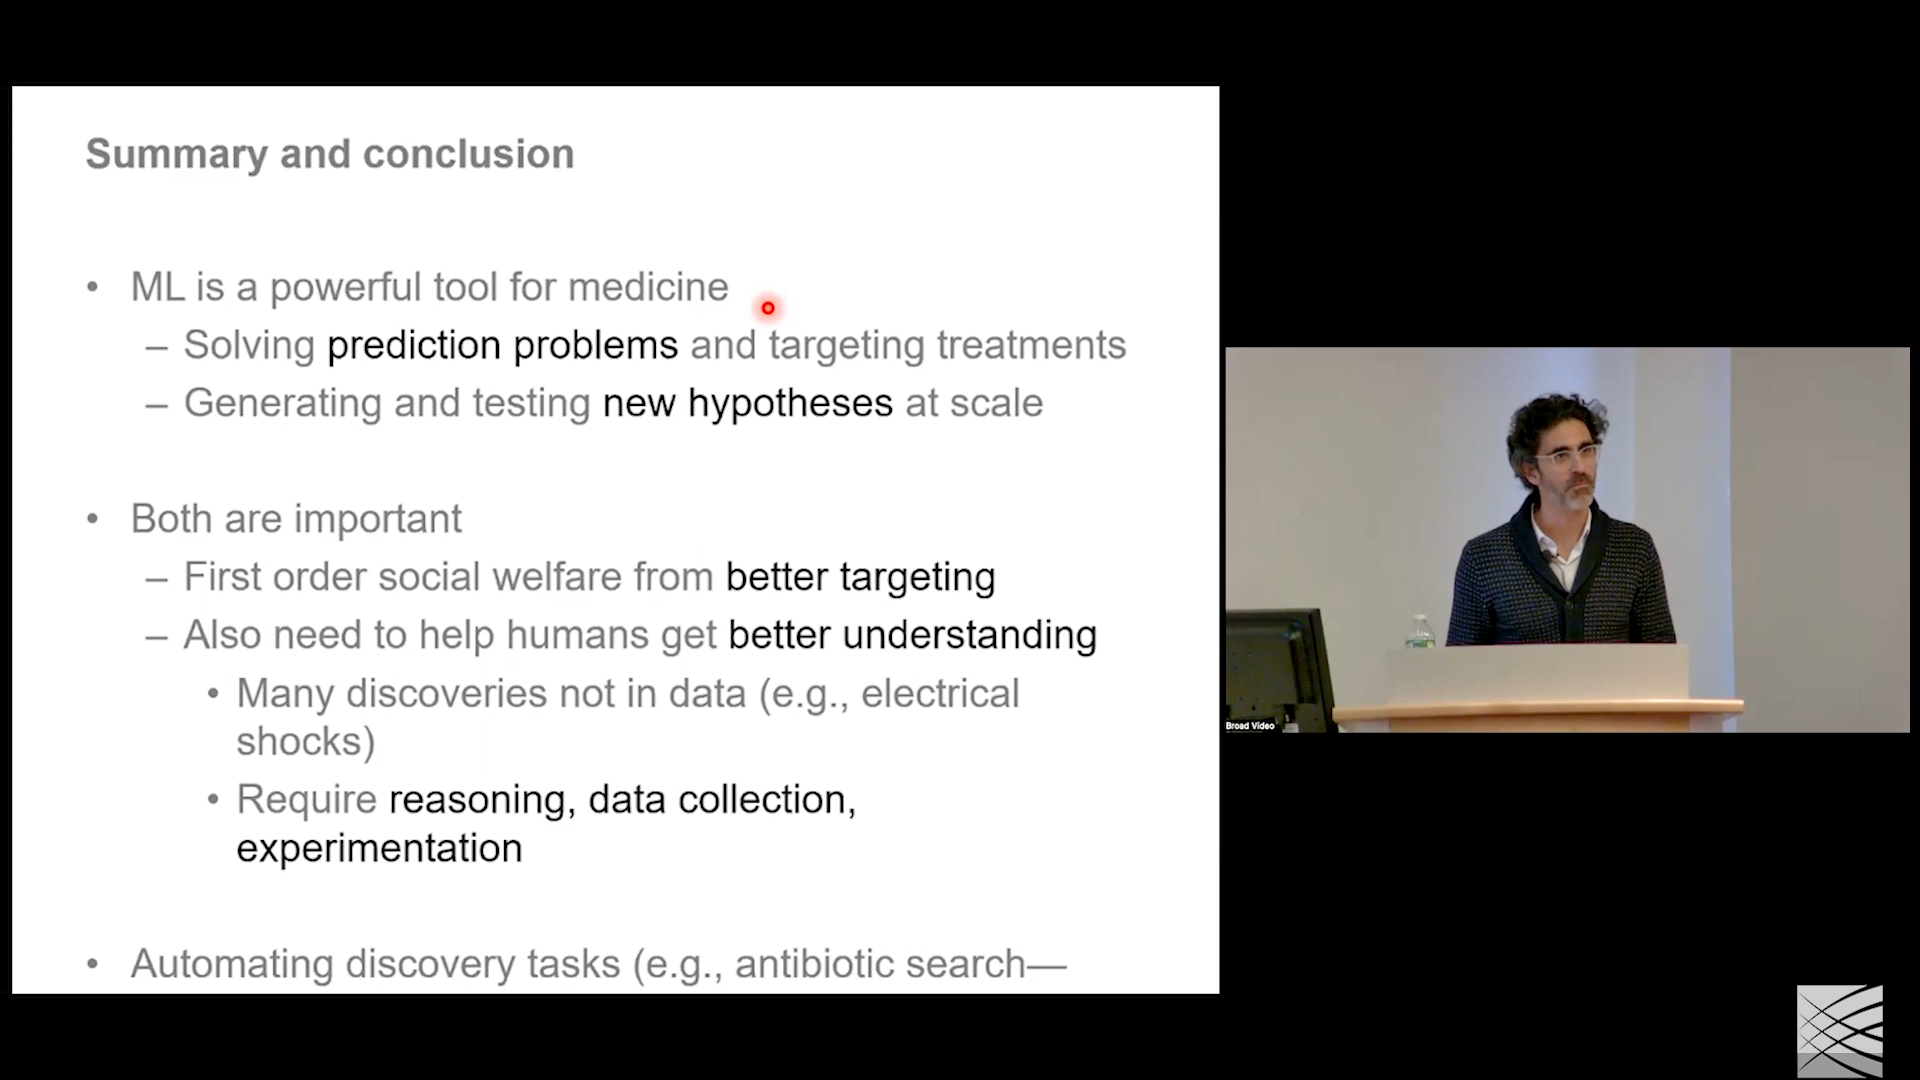 Summary and conclusion
• ML is a powerful tool for medicine
– Solving prediction problems and targeting treatments
– Generating and testing new hypotheses at scale
• Both are important
– First order social welfare from better targeting
– Also need to help humans get better understanding
• Many discoveries not in data (e.g., electrical
shocks)
• Require reasoning, data collection,
experimentation
• Automating discovery tasks (e.g., antibiotic search—
Broad Video